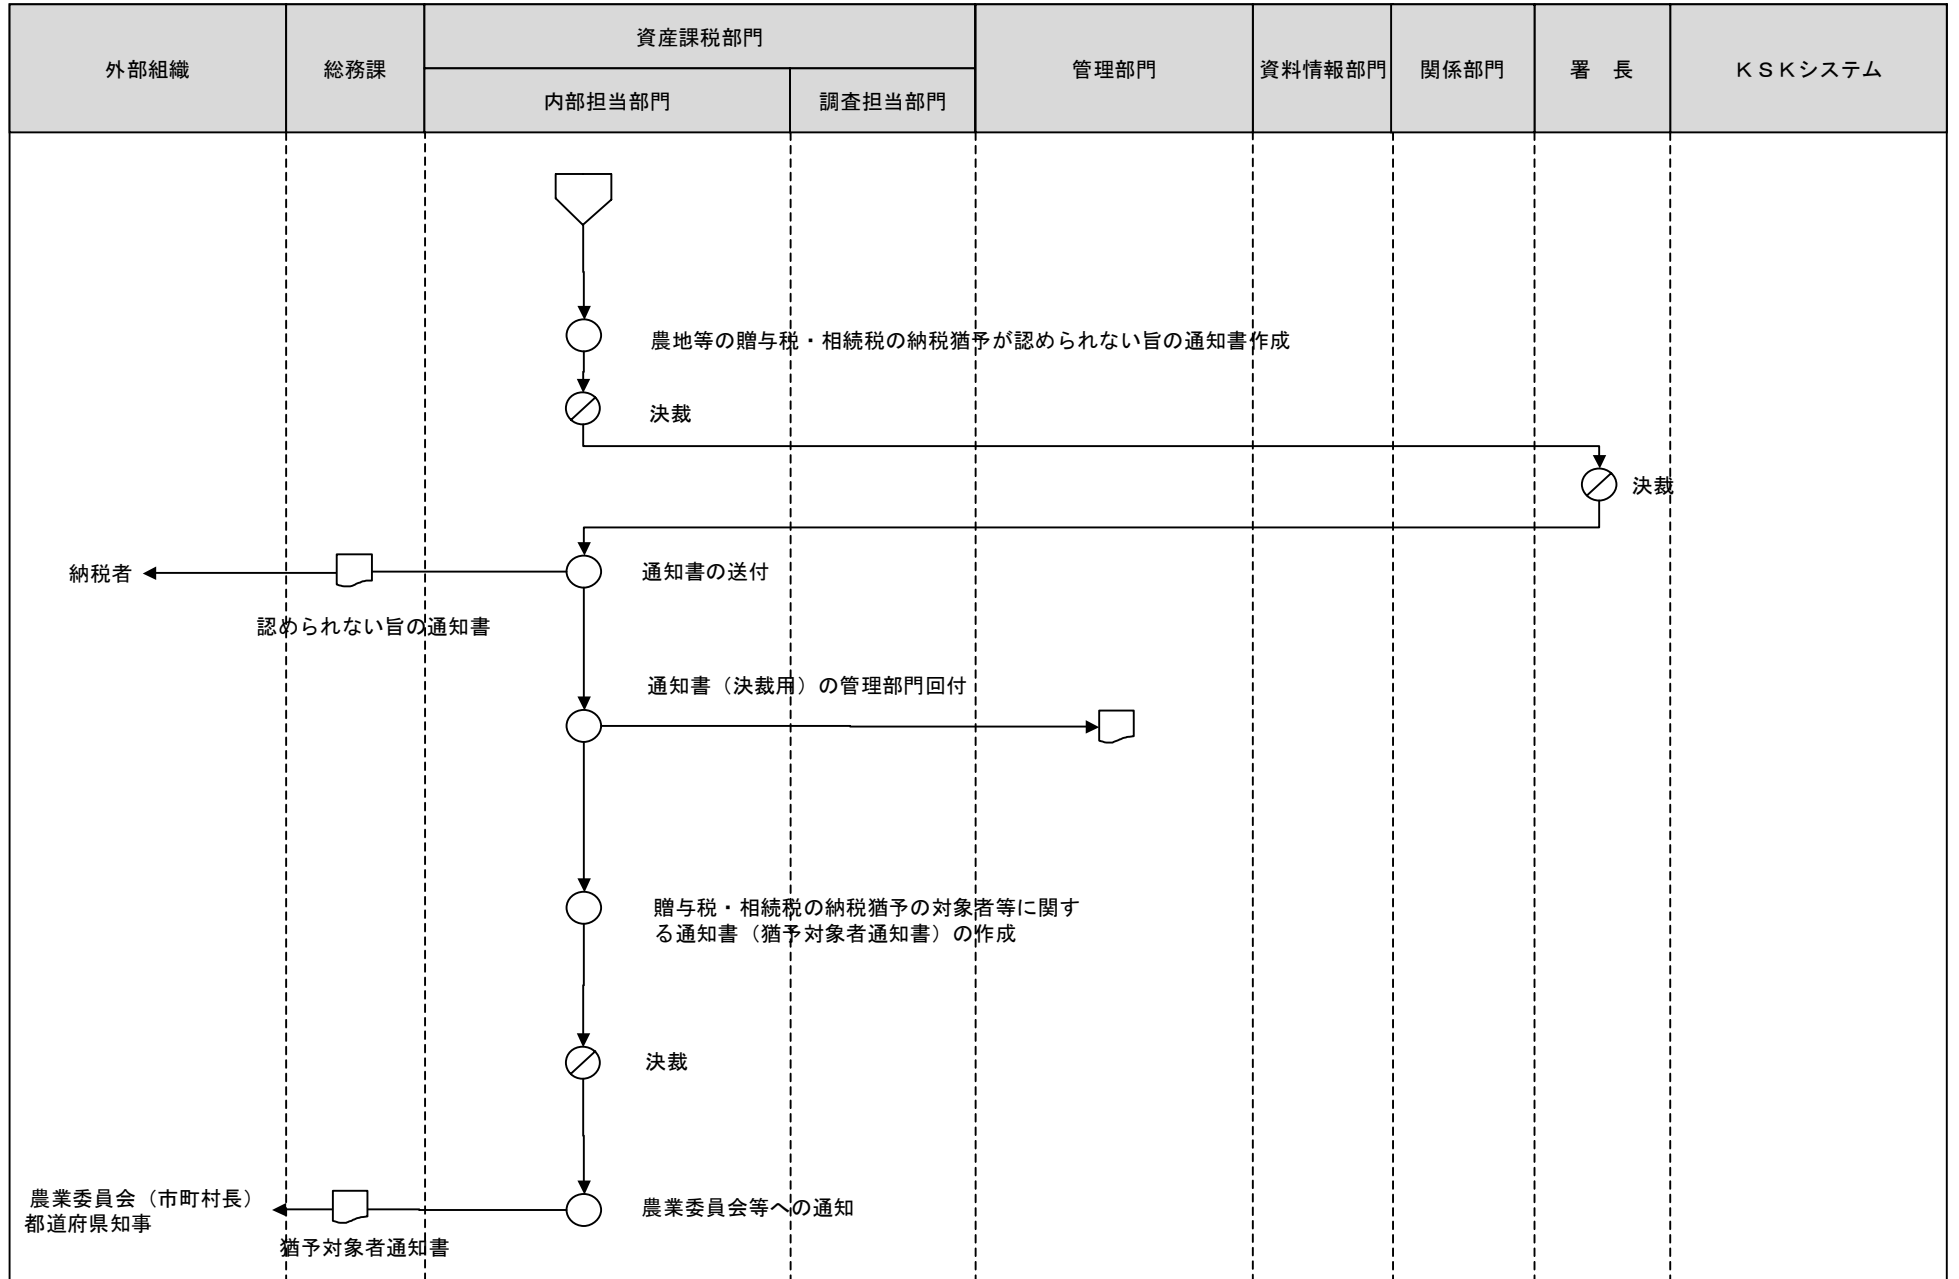 外部組織
総務課
資産課税部門
内部担当部門
調査担当部門
管理部門
資料情報部門
関係部門
署　長
ＫＳＫシステム
農地等の贈与税・相続税の納税猶予が認められない旨の通知書作成
決裁
決裁
納税者
通知書の送付
認められない旨の通知書
通知書（決裁用）の管理部門回付
贈与税・相続税の納税猶予の対象者等に関す
る通知書（猶予対象者通知書）の作成
決裁
農業委員会（市町村長）
都道府県知事
農業委員会等への通知
猶予対象者通知書